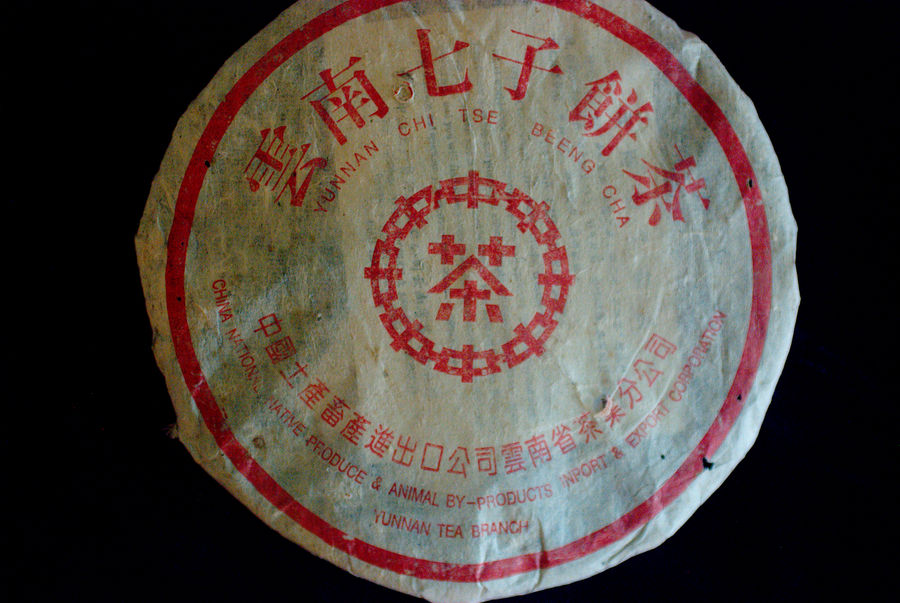 雲南七子餅茶
YUNNAN CHI TSE BEENG CHA
茶
中國土產畜產進出口公司雲南省茶葉分公司
CHINA NATIONAL NATIVE PRODUCE & ANIMAL BY-PRODUCTS INPORT & EXPORT CORPORATION
YUNNAN TEA BRANCH